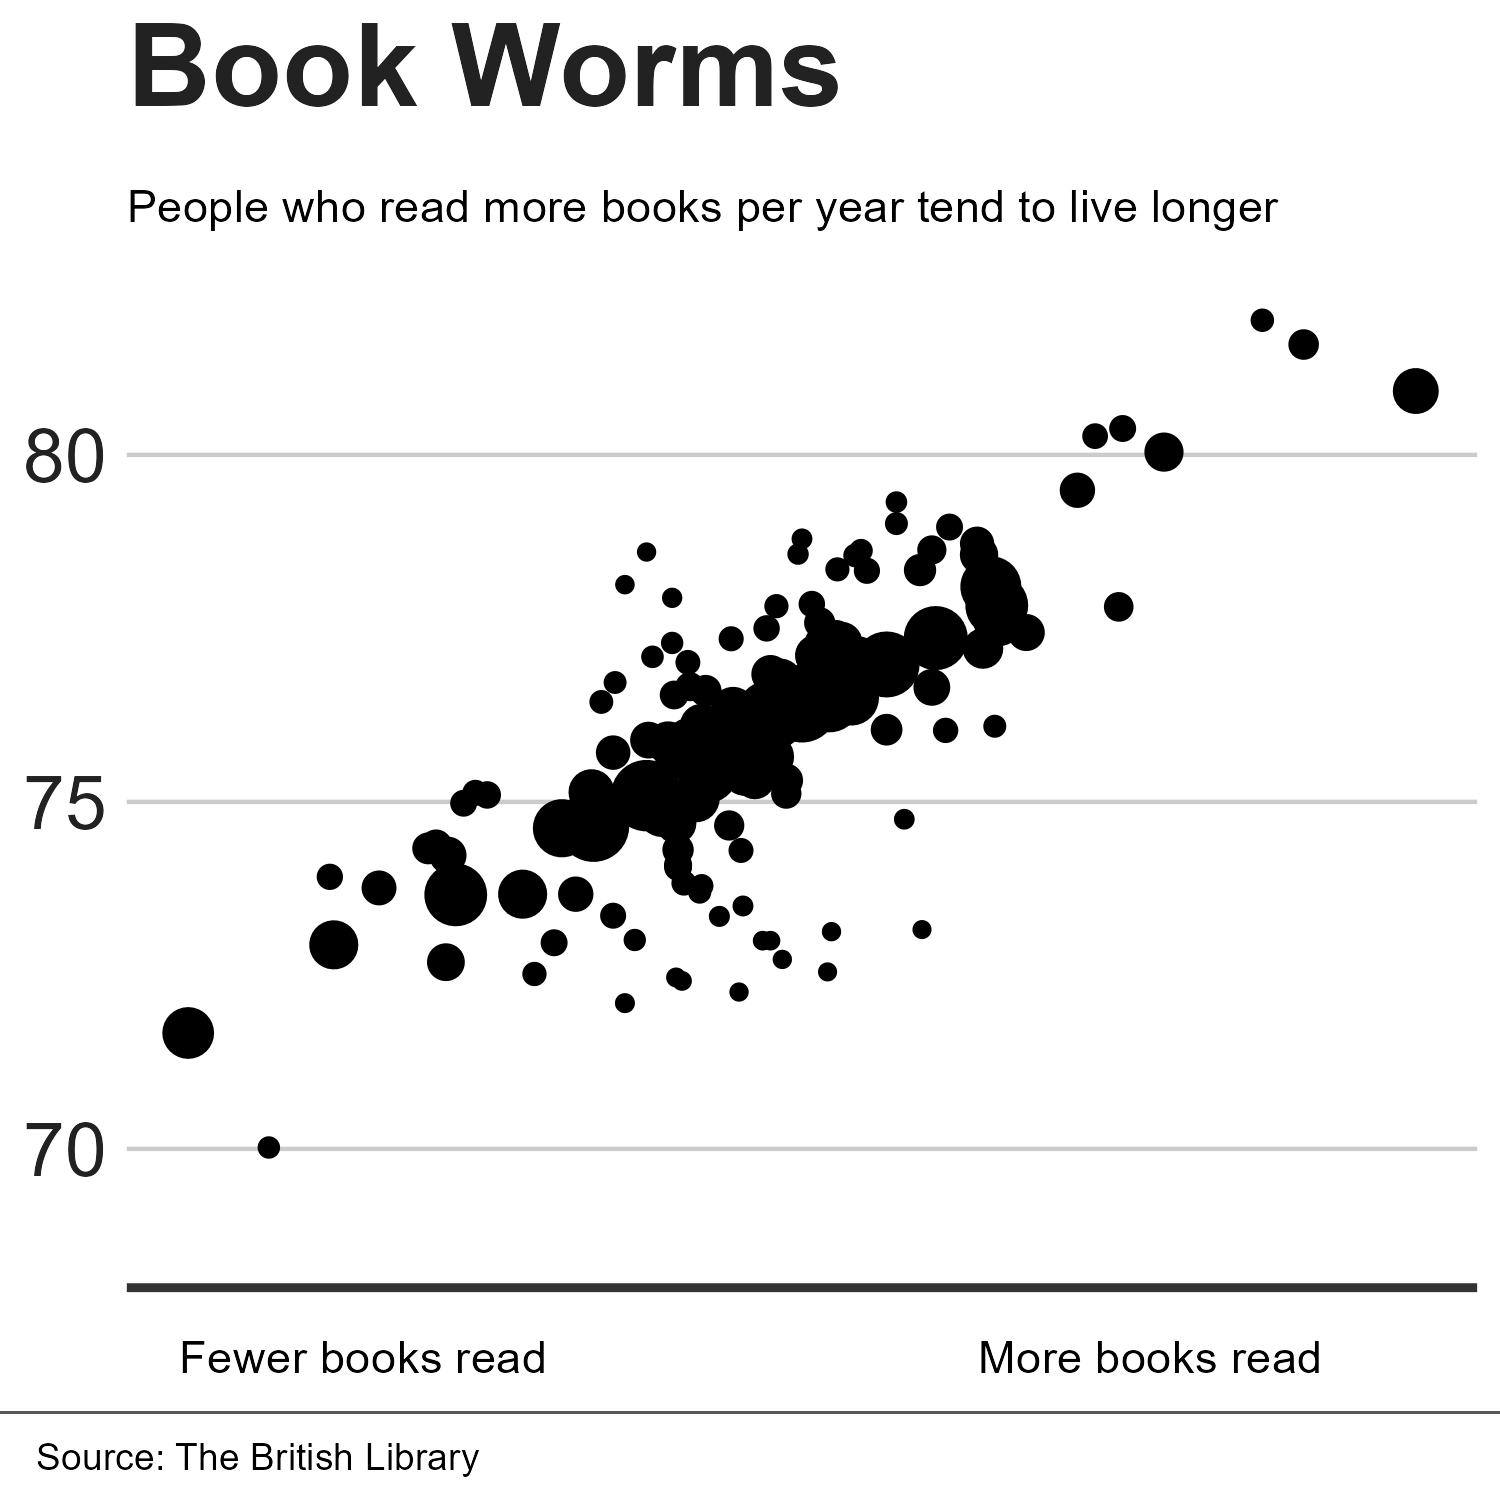 Book Worms
People who read more books per year tend to live longer
80
75
70
Fewer books read
More books read
Source: The British Library